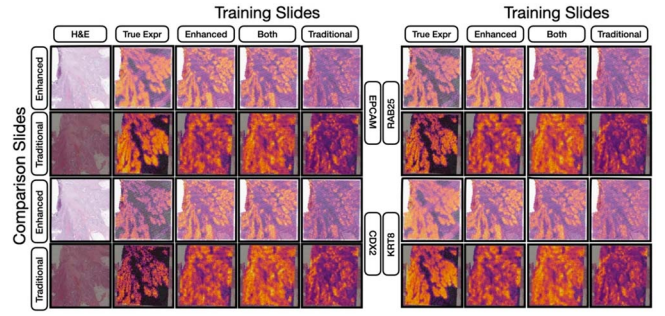 Training Slides
Training Slides
H&E
True Expr
Enhanced
Both
Traditional
True Expr
Enhanced
Both
Traditional
Comparison Slides
Enhanced
Traditional
Enhanced
Traditional
EPCAM
RAB25
CDX2
KRT8